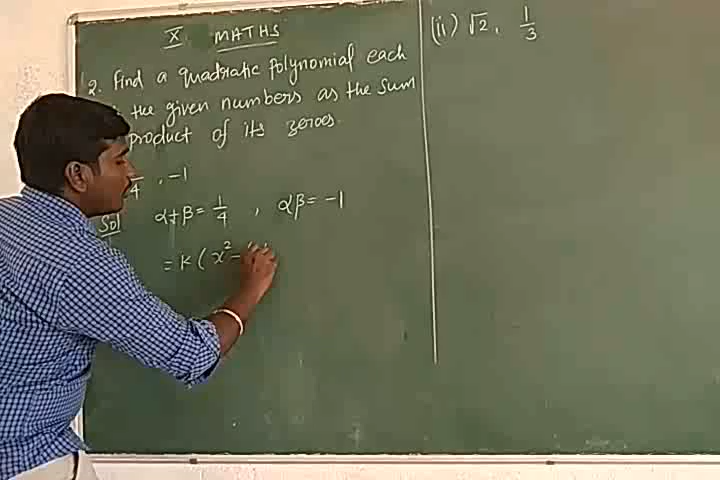 X MATHS
2. Find a quadratic polynomial each
the given numbers as the sum
product of its zeroes.
4, -1
Sol α+β = 1/4, αβ = -1
= K(x² -
(ii) √2, 1/3